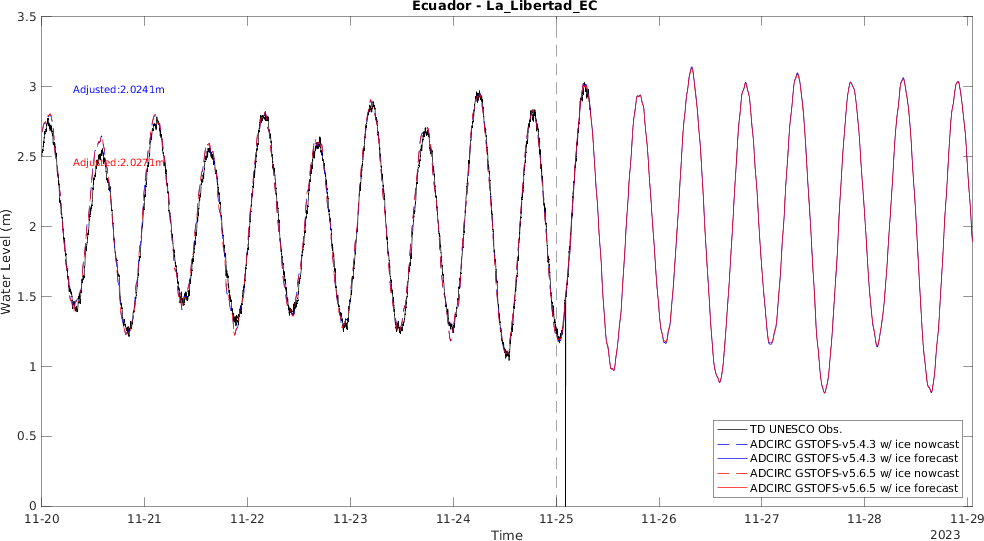 Ecuador - La_Libertad_EC
3.5
3
2.5
2
1.5
1
0.5
0
Water Level (m)
Adjusted:2.0241m
Adjusted:2.0271m
TD UNESCO Obs.
ADCIRC GSTOFS-v5.4.3 w/ ice nowcast
ADCIRC GSTOFS-v5.4.3 w/ ice forecast
ADCIRC GSTOFS-v5.6.5 w/ ice nowcast
ADCIRC GSTOFS-v5.6.5 w/ ice forecast
11-20 11-21 11-22 11-23 11-24 11-25 11-26 11-27 11-28 11-29
Time
2023